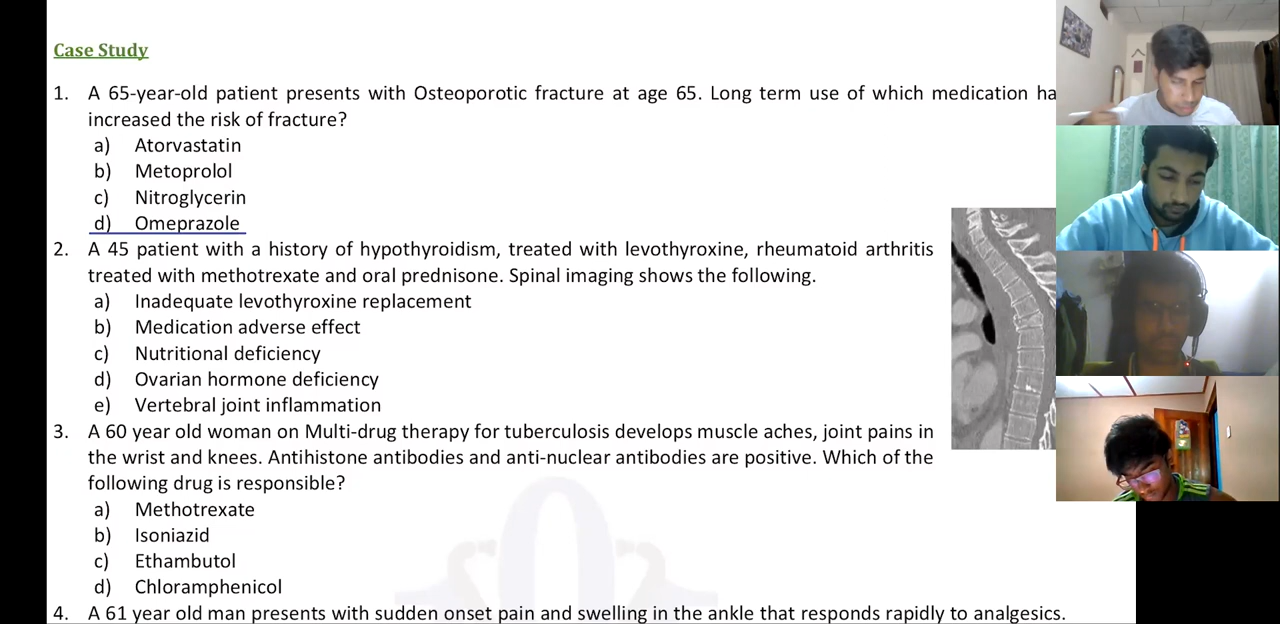 Case Study
1. A 65-year-old patient presents with Osteoporotic fracture at age 65. Long term use of which medication ha
increased the risk of fracture?
a) Atorvastatin
b) Metoprolol
c) Nitroglycerin
d) Omeprazole
2. A 45 patient with a history of hypothyroidism, treated with levothyroxine, rheumatoid arthritis
treated with methotrexate and oral prednisone. Spinal imaging shows the following.
a) Inadequate levothyroxine replacement
b) Medication adverse effect
c) Nutritional deficiency
d) Ovarian hormone deficiency
e) Vertebral joint inflammation
3. A 60 year old woman on Multi-drug therapy for tuberculosis develops muscle aches, joint pains in
the wrist and knees. Antihistone antibodies and anti-nuclear antibodies are positive. Which of the
following drug is responsible?
a) Methotrexate
b) Isoniazid
c) Ethambutol
d) Chloramphenicol
4. A 61 year old man presents with sudden onset pain and swelling in the ankle that responds rapidly to analgesics.